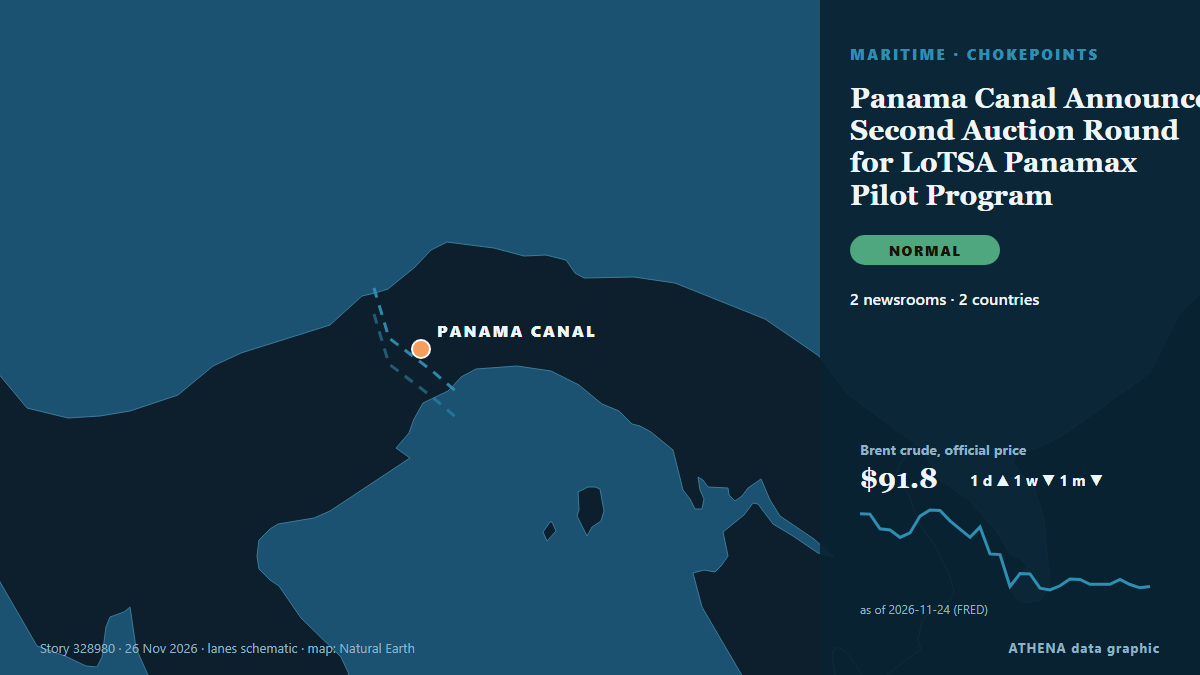 MARITIME · CHOKEPOINTS
Panama Canal Announc
Second Auction Round
for LoTSA Panamax
Pilot Program
NORMAL
2 newsrooms · 2 countries
PANAMA CANAL
Brent crude, official price
$91.8 1 d ▲ 1 w ▼ 1 m ▼
as of 2026-11-24 (FRED)
Story 328980 · 26 Nov 2026 · lanes schematic · map: Natural Earth
ATHENA data graphic